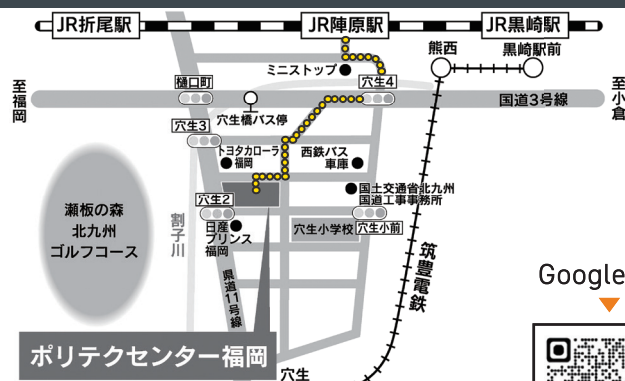 JR折尾駅
JR陣原駅
JR黒崎駅
熊西
黒崎駅前
ミニストップ
樋口町
穴生4
至福岡
国道3号線
至小倉
穴生橋バス停
穴生3
トヨタカローラ
福岡
西鉄バス
車庫
国土交通省北九州
国道工事事務所
穴生2
瀬板の森
北九州
ゴルフコース
割子川
日産
プリンス
福岡
穴生小学校
穴生小前
筑豊電鉄
県道11号線
Google
ポリテクセンター福岡
穴生